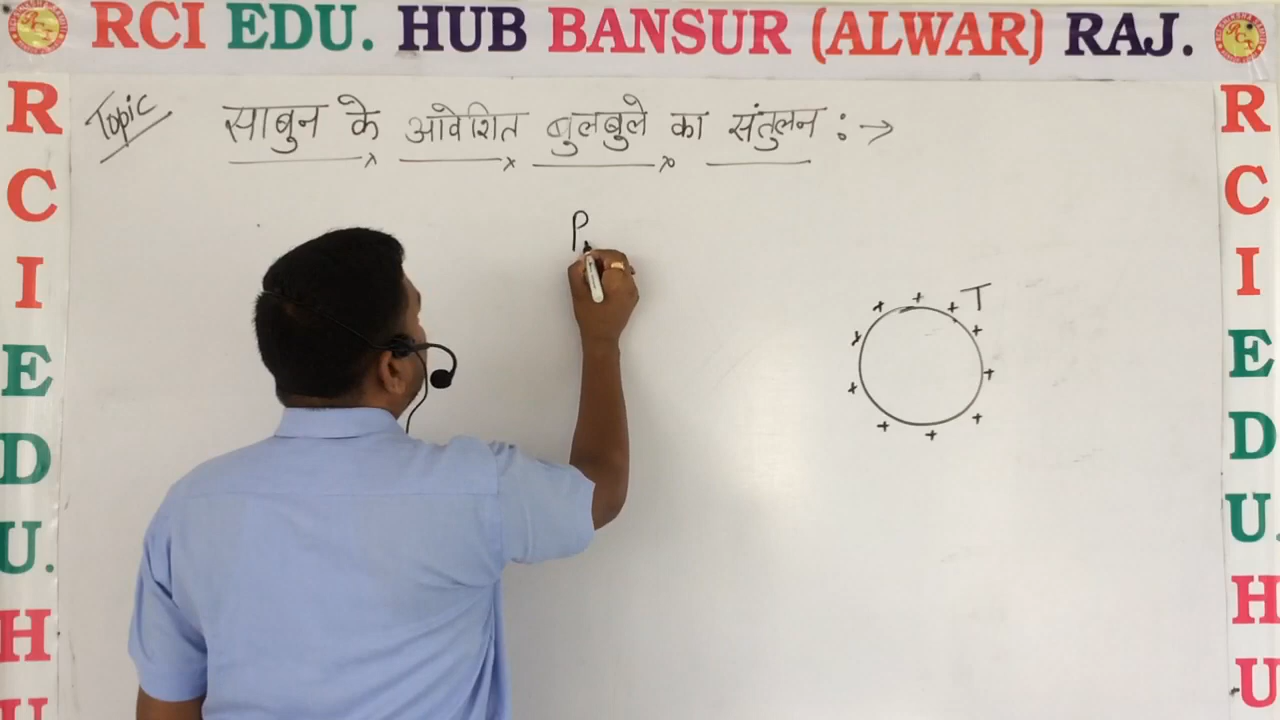 RCI EDU. HUB BANSUR (ALWAR) RAJ.
Topic साबुन के आवेशित बुलबुले का संतुलन :→
P
T
+ + + + + + + + + + +
R C I E D U. H U
R C I E D U. H U